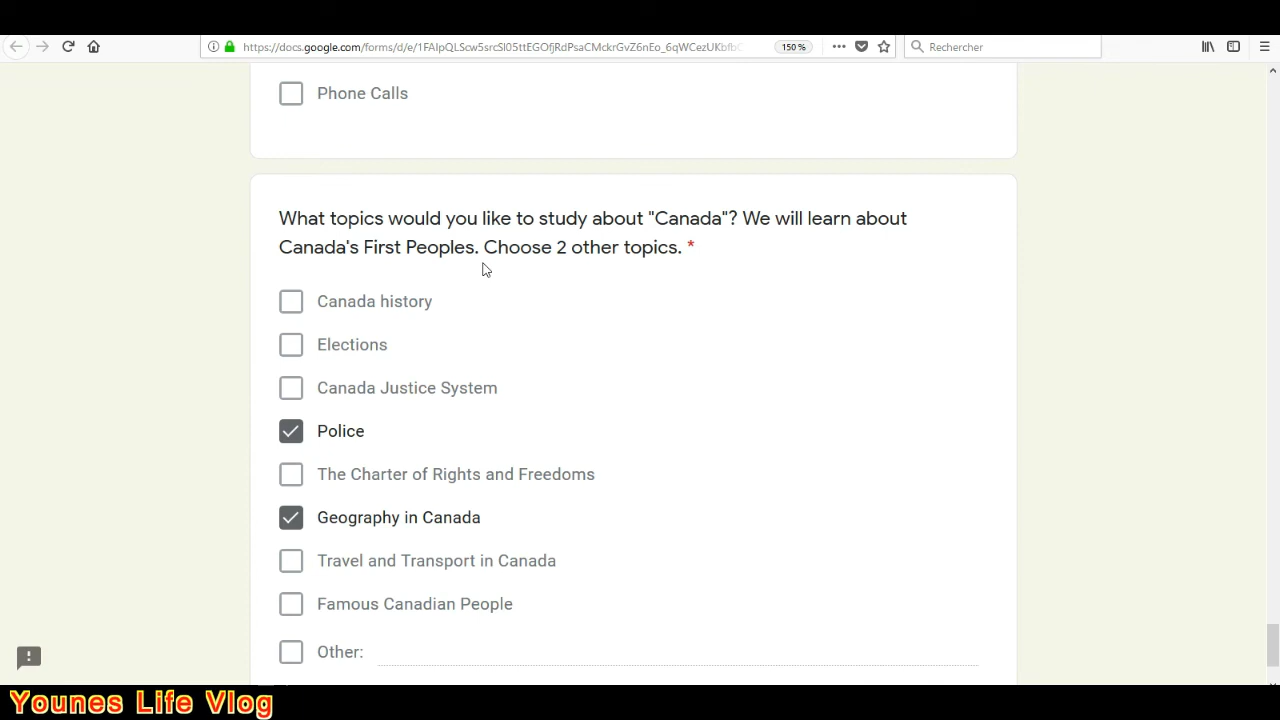 https://docs.google.com/forms/d/e/1FAIpQLScw5srcSl05ttEGOfjRdPsaCMckrGvZ6nEo_6qWCezUKbfbC
150 %
Rechercher
Phone Calls
What topics would you like to study about "Canada"? We will learn about
Canada's First Peoples. Choose 2 other topics. *
Canada history
Elections
Canada Justice System
Police
The Charter of Rights and Freedoms
Geography in Canada
Travel and Transport in Canada
Famous Canadian People
Other:
Younes Life Vlog